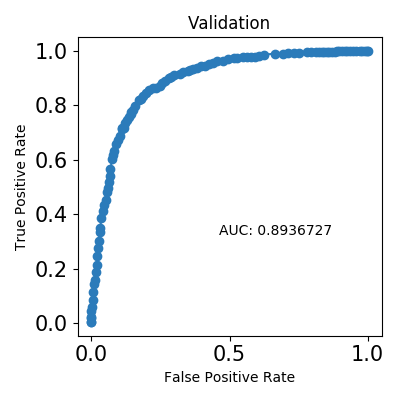 Validation
1.0
0.8
0.6
0.4
0.2
0.0
True Positive Rate
AUC: 0.8936727
0.0 0.5 1.0
False Positive Rate